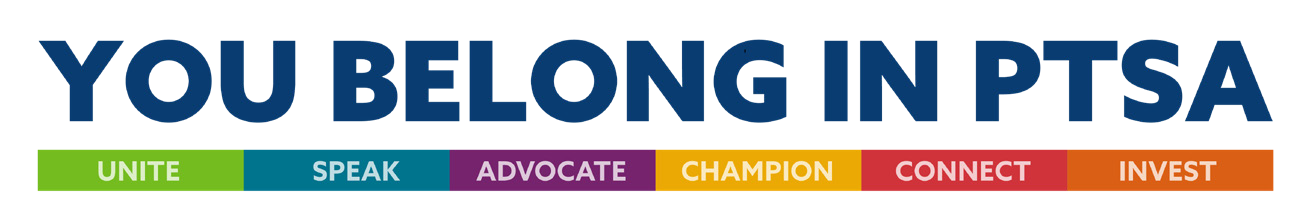 YOU BELONG IN PTSA
UNITE SPEAK ADVOCATE CHAMPION CONNECT INVEST